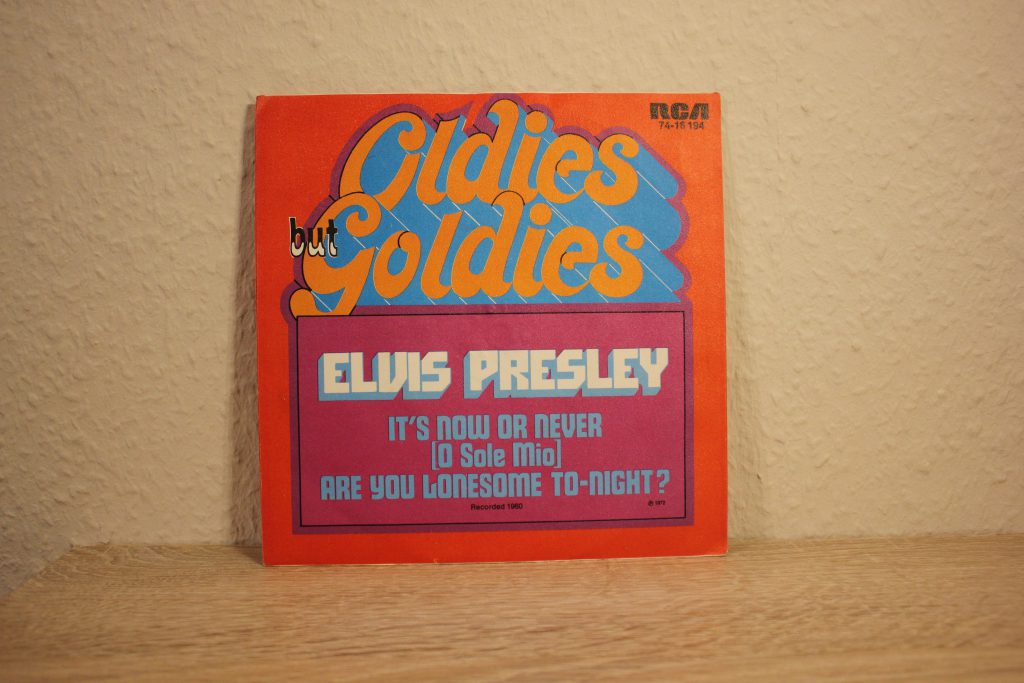 Oldies
but
Goldies
RCA
74-16 194
ELVIS PRESLEY
IT'S NOW OR NEVER
[O Sole Mio]
ARE YOU LONESOME TO-NIGHT?
Recorded 1960
℗ 1972